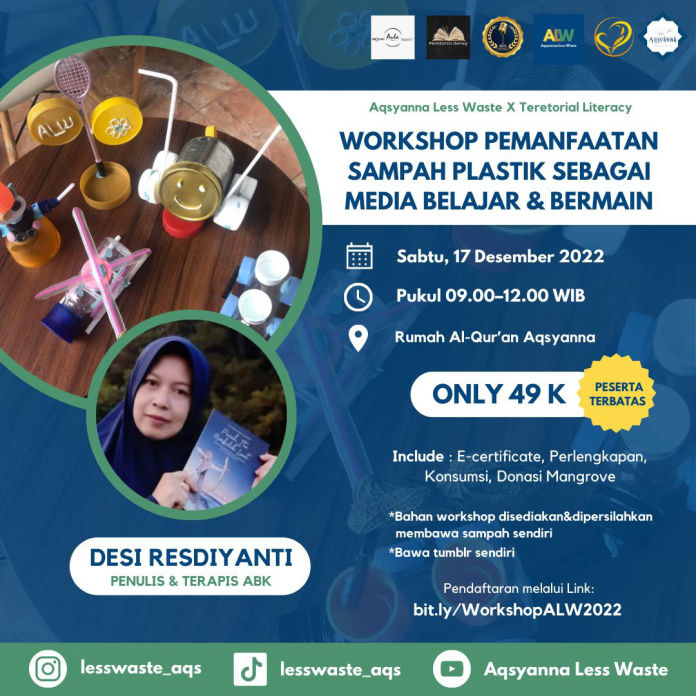 ALW
ALW
Aqsyanna Less Waste X Teretorial Literacy
WORKSHOP PEMANFAATAN
SAMPAH PLASTIK SEBAGAI
MEDIA BELAJAR & BERMAIN
Sabtu, 17 Desember 2022
Pukul 09.00–12.00 WIB
Rumah Al-Qur'an Aqsyanna
ONLY 49 K
PESERTA
TERBATAS
Include : E-certificate, Perlengkapan,
Konsumsi, Donasi Mangrove
*Bahan workshop disediakan&dipersilahkan
membawa sampah sendiri
*Bawa tumblr sendiri
Pendaftaran melalui Link:
bit.ly/WorkshopALW2022
DESI RESDIYANTI
PENULIS & TERAPIS ABK
lesswaste_aqs
lesswaste_aqs
Aqsyanna Less Waste